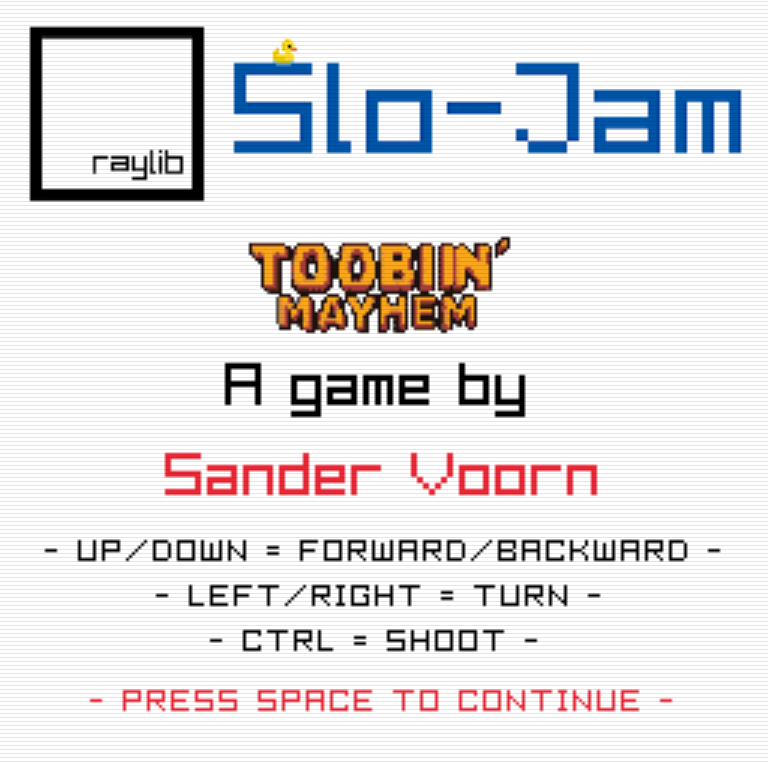 raylib
Slo-Jam
TOOBIIN'
MAYHEM
A game by
Sander Voorn
- UP/DOWN = FORWARD/BACKWARD -
- LEFT/RIGHT = TURN -
- CTRL = SHOOT -
- PRESS SPACE TO CONTINUE -